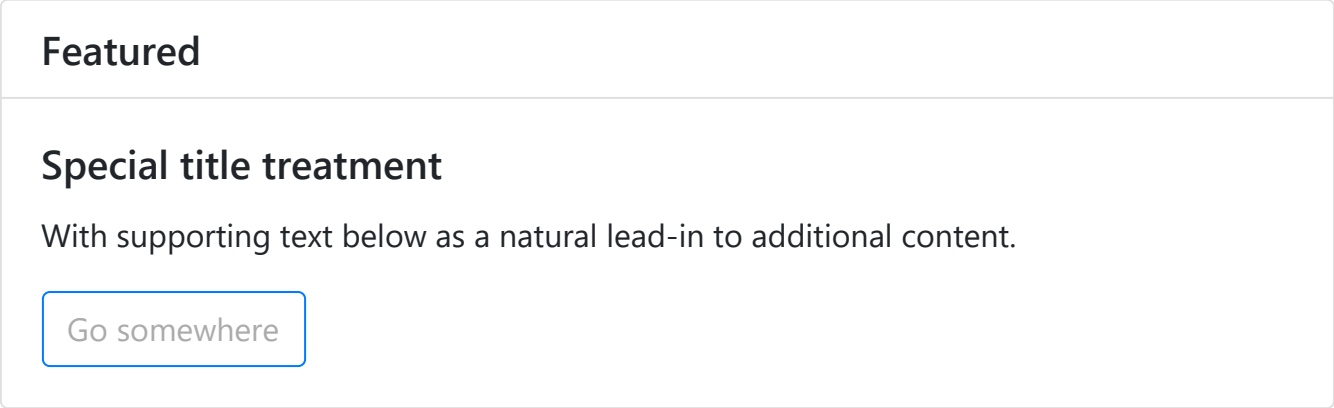 Featured
Special title treatment
With supporting text below as a natural lead-in to additional content.
Go somewhere